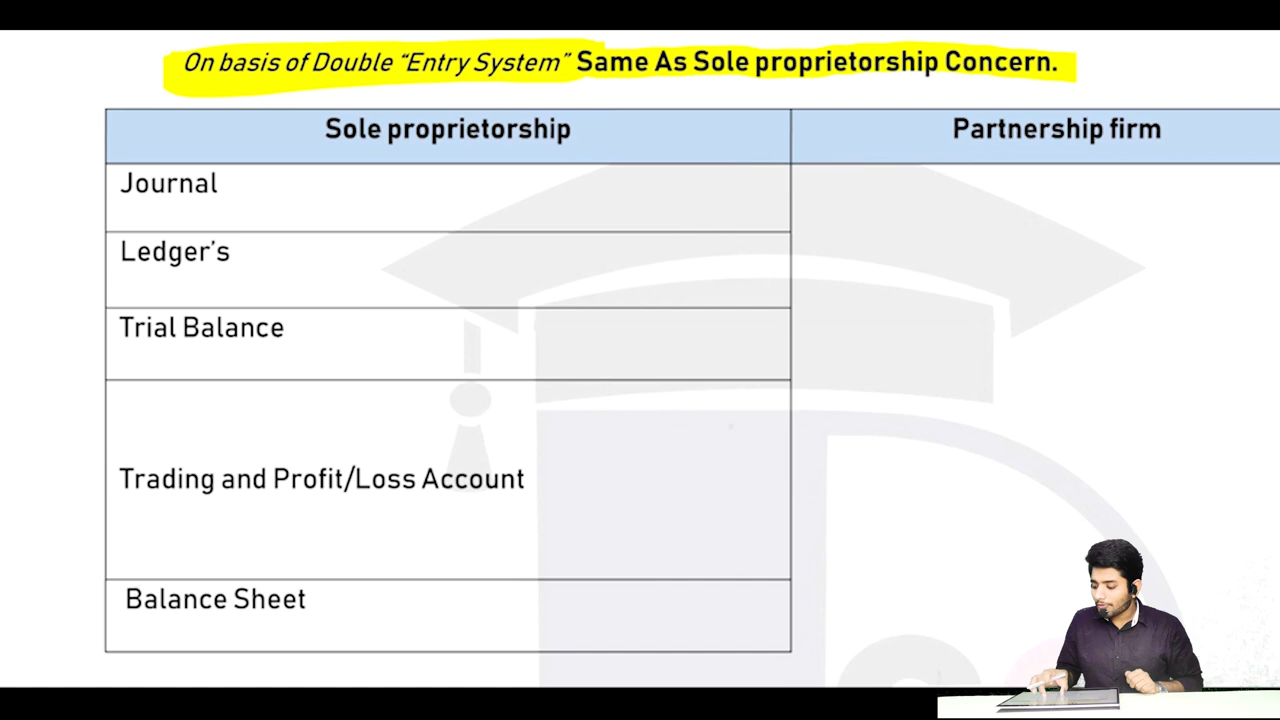 On basis of Double “Entry System” Same As Sole proprietorship Concern.
Sole proprietorship
Partnership firm
Journal
Ledger’s
Trial Balance
Trading and Profit/Loss Account
Balance Sheet